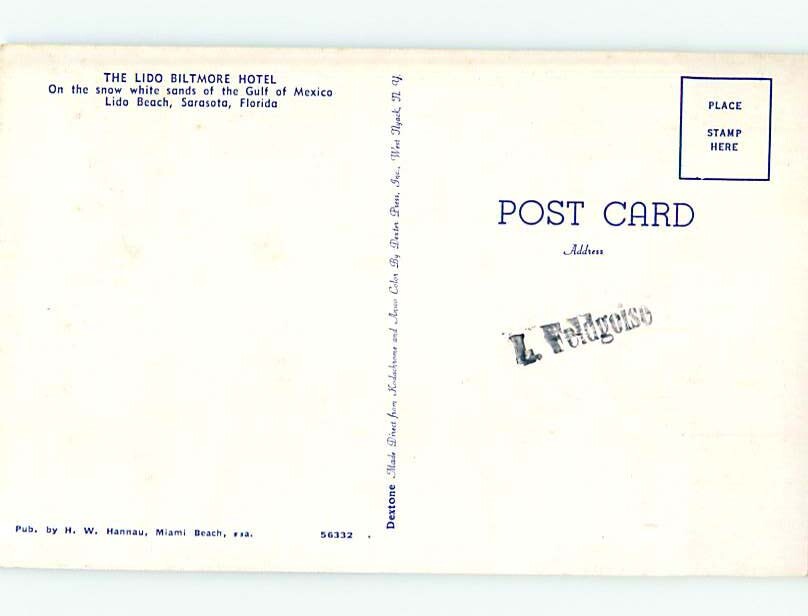 THE LIDO BILTMORE HOTEL
On the snow white sands of the Gulf of Mexico
Lido Beach, Sarasota, Florida
Pub. by H. W. Hannau, Miami Beach,
56332
Dextone Made Direct from Kodachrome and Ansco Color By Dexter Press, Inc., West Nyack, N. Y.
PLACE
STAMP
HERE
POST CARD
Address
L. Feldgoise